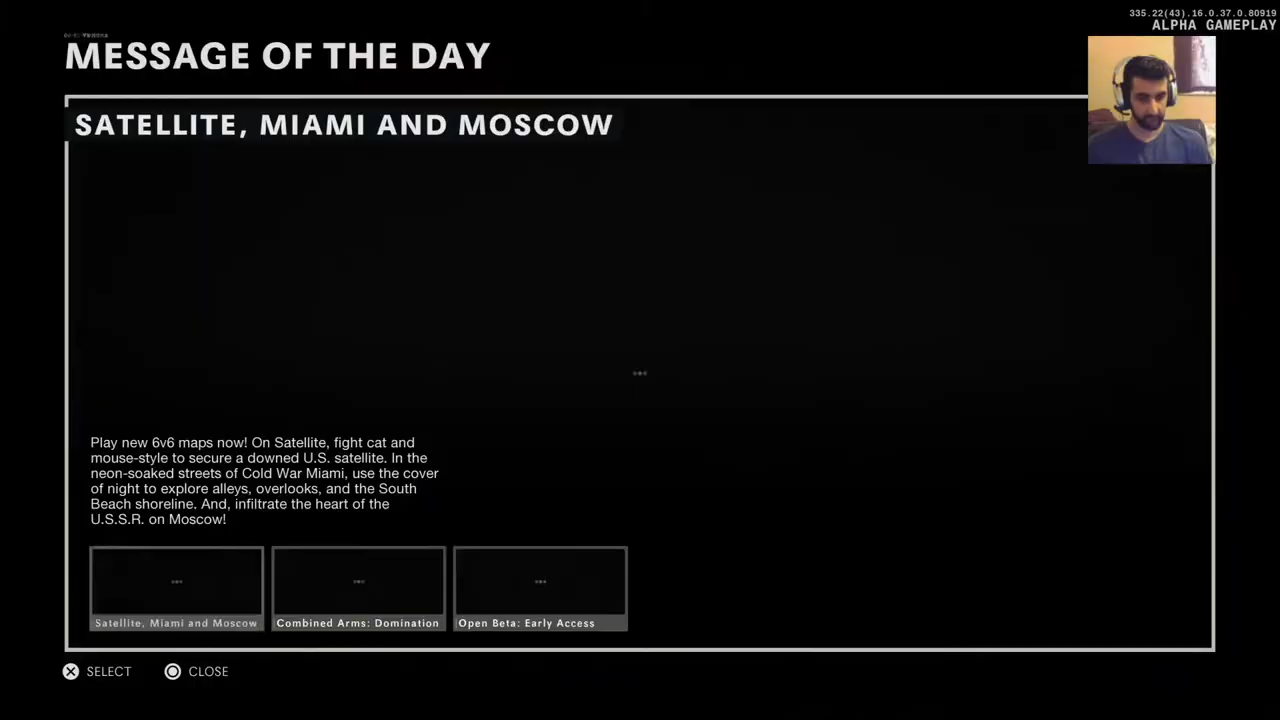 335.22(43).16.0.37.0.80919
ALPHA GAMEPLAY
MESSAGE OF THE DAY
SATELLITE, MIAMI AND MOSCOW
Play new 6v6 maps now! On Satellite, fight cat and
mouse-style to secure a downed U.S. satellite. In the
neon-soaked streets of Cold War Miami, use the cover
of night to explore alleys, overlooks, and the South
Beach shoreline. And, infiltrate the heart of the
U.S.S.R. on Moscow!
Satellite, Miami and Moscow
Combined Arms: Domination
Open Beta: Early Access
SELECT
CLOSE